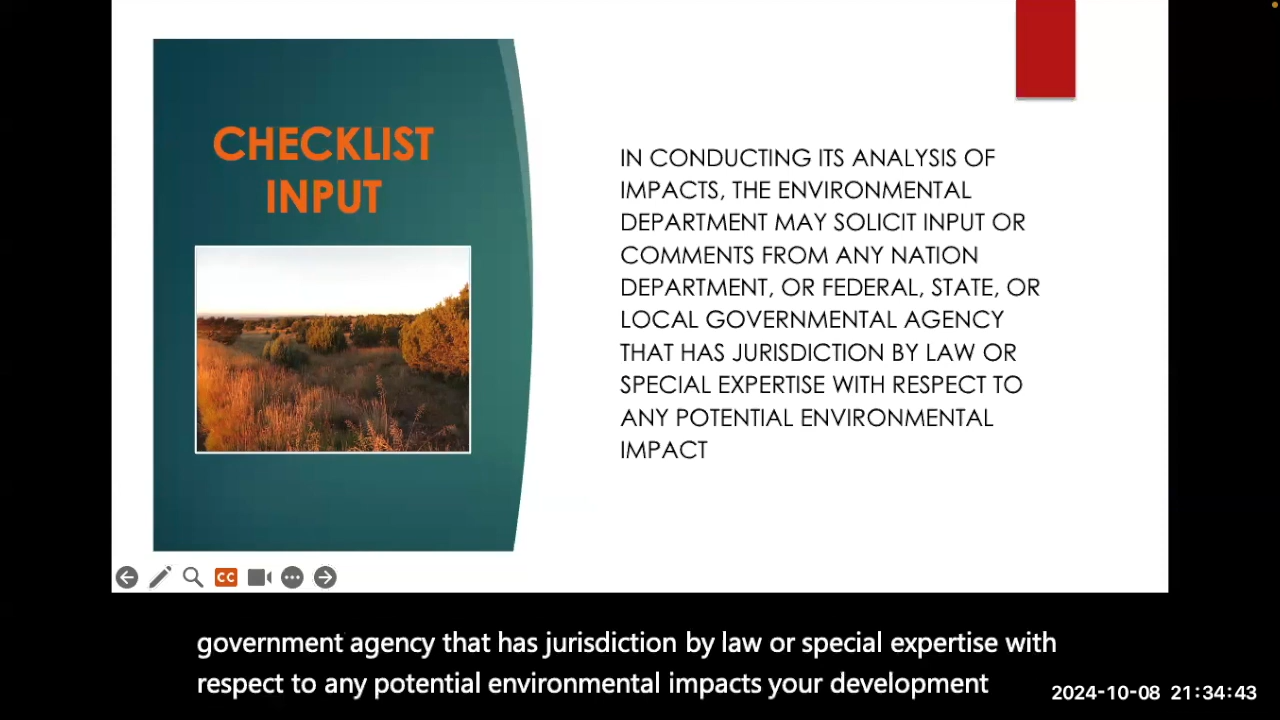 CHECKLIST
INPUT
IN CONDUCTING ITS ANALYSIS OF
IMPACTS, THE ENVIRONMENTAL
DEPARTMENT MAY SOLICIT INPUT OR
COMMENTS FROM ANY NATION
DEPARTMENT, OR FEDERAL, STATE, OR
LOCAL GOVERNMENTAL AGENCY
THAT HAS JURISDICTION BY LAW OR
SPECIAL EXPERTISE WITH RESPECT TO
ANY POTENTIAL ENVIRONMENTAL
IMPACT
CC
government agency that has jurisdiction by law or special expertise with
respect to any potential environmental impacts your development
2024-10-08 21:34:43